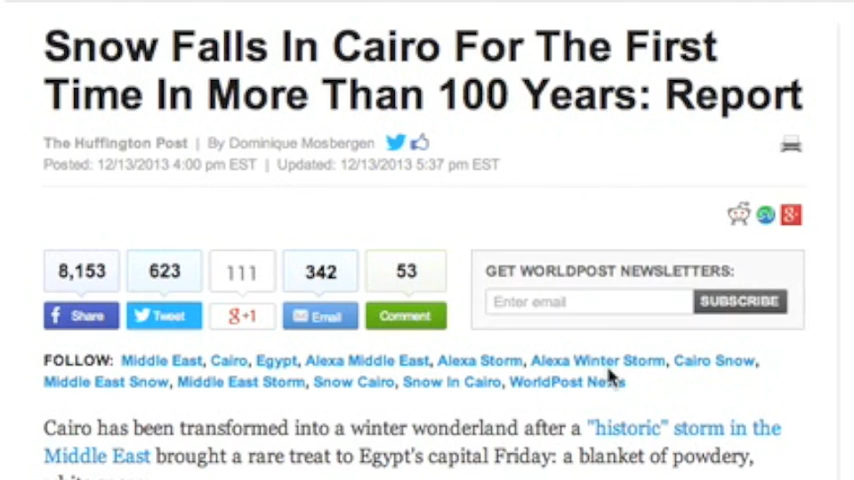 Snow Falls In Cairo For The First
Time In More Than 100 Years: Report
The Huffington Post | By Dominique Mosbergen
Posted: 12/13/2013 4:00 pm EST | Updated: 12/13/2013 5:37 pm EST
8,153 623 111 342 53
f Share Tweet g+1 Email Comment
GET WORLDPOST NEWSLETTERS:
Enter email SUBSCRIBE
FOLLOW: Middle East, Cairo, Egypt, Alexa Middle East, Alexa Storm, Alexa Winter Storm, Cairo Snow,
Middle East Snow, Middle East Storm, Snow Cairo, Snow In Cairo, WorldPost News
Cairo has been transformed into a winter wonderland after a "historic" storm in the
Middle East brought a rare treat to Egypt's capital Friday: a blanket of powdery,